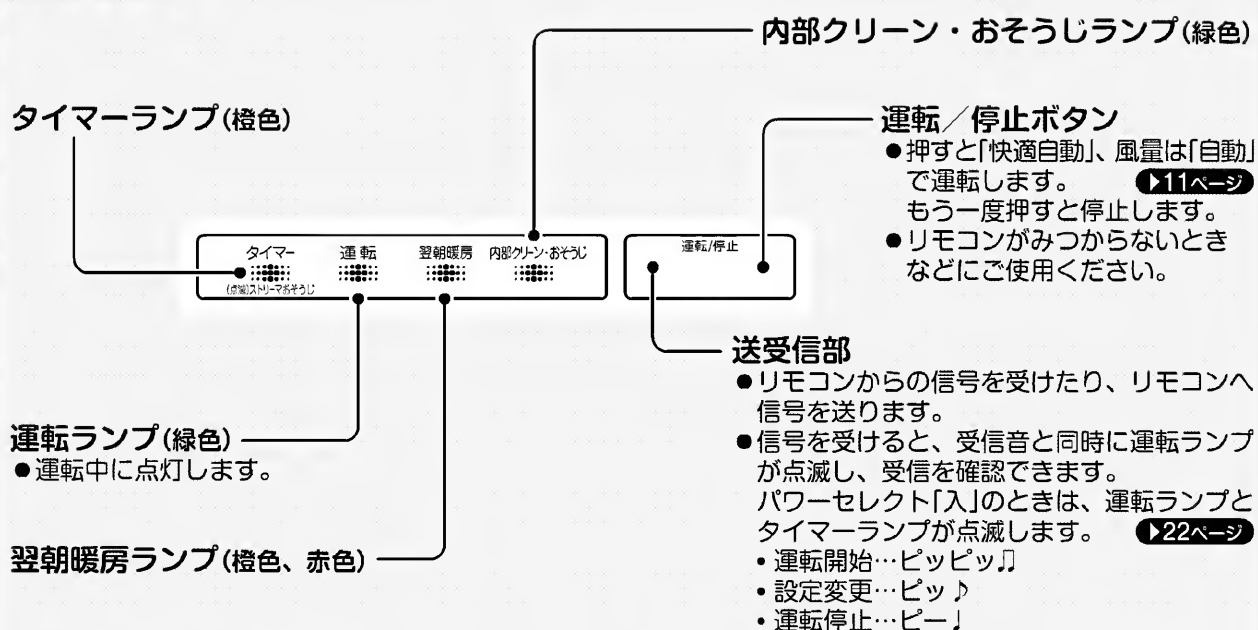 内部クリーン・おそうじランプ(緑色)
タイマーランプ(橙色)
運転／停止ボタン
●押すと「快適自動」、風量は「自動」
で運転します。 ▶11ページ
もう一度押すと停止します。
●リモコンがみつからないとき
などにご使用ください。
タイマー 運転 翌朝暖房 内部クリーン・おそうじ
(点滅)ストリーマおそうじ
運転/停止
送受信部
●リモコンからの信号を受けたり、リモコンへ
信号を送ります。
●信号を受けると、受信音と同時に運転ランプ
が点滅し、受信を確認できます。
パワーセレクト「入」のときは、運転ランプと
タイマーランプが点滅します。 ▶22ページ
・運転開始…ピッピッ♫
・設定変更…ピッ♪
・運転停止…ピー♩
運転ランプ(緑色)
●運転中に点灯します。
翌朝暖房ランプ(橙色、赤色)